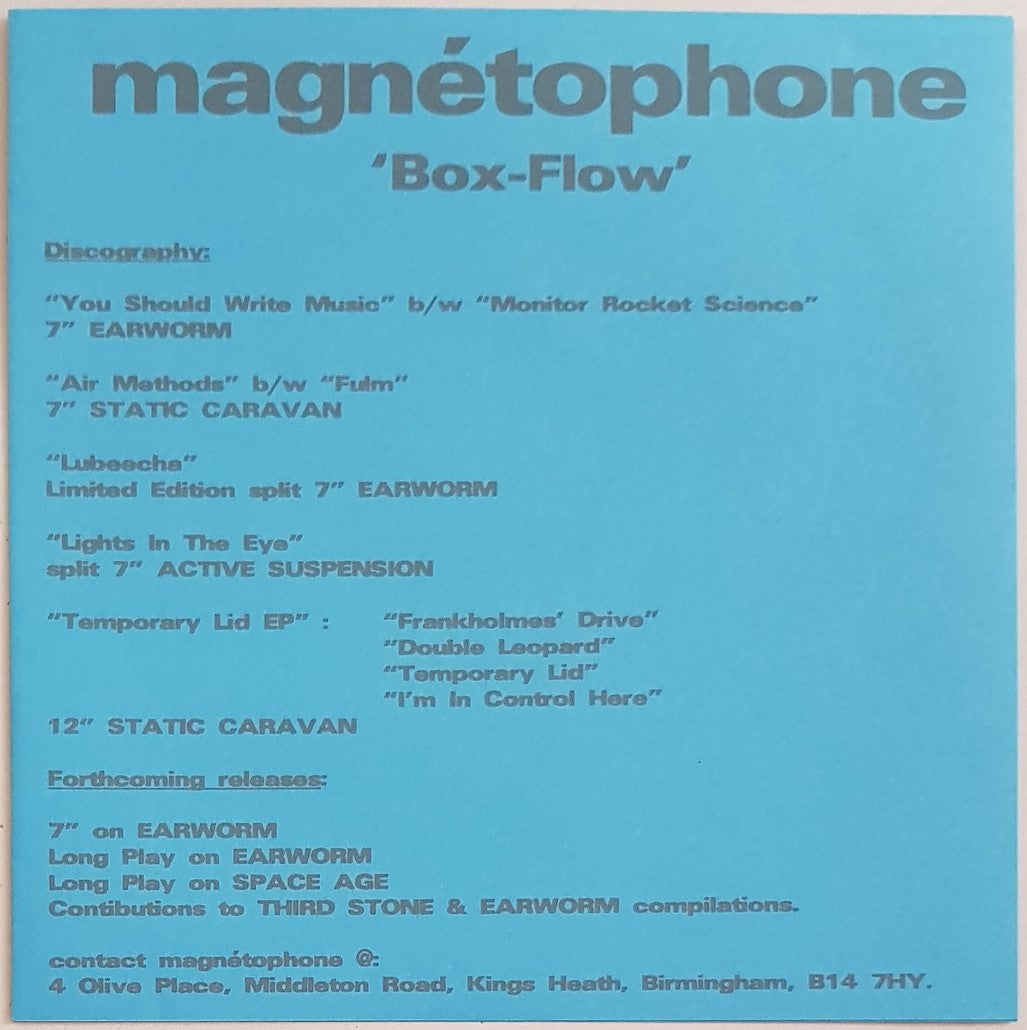 magnétophone
‘Box-Flow’
Discography:
“You Should Write Music” b/w “Monitor Rocket Science”
7” EARWORM
“Air Methods” b/w “Fulm”
7” STATIC CARAVAN
“Lubeecha”
Limited Edition split 7” EARWORM
“Lights In The Eye”
split 7” ACTIVE SUSPENSION
“Temporary Lid EP” : “Frankholmes’ Drive”
“Double Leopard”
“Temporary Lid”
“I’m In Control Here”
12” STATIC CARAVAN
Forthcoming releases:
7” on EARWORM
Long Play on EARWORM
Long Play on SPACE AGE
Contibutions to THIRD STONE & EARWORM compilations.
contact magnétophone @:
4 Olive Place, Middleton Road, Kings Heath, Birmingham, B14 7HY.